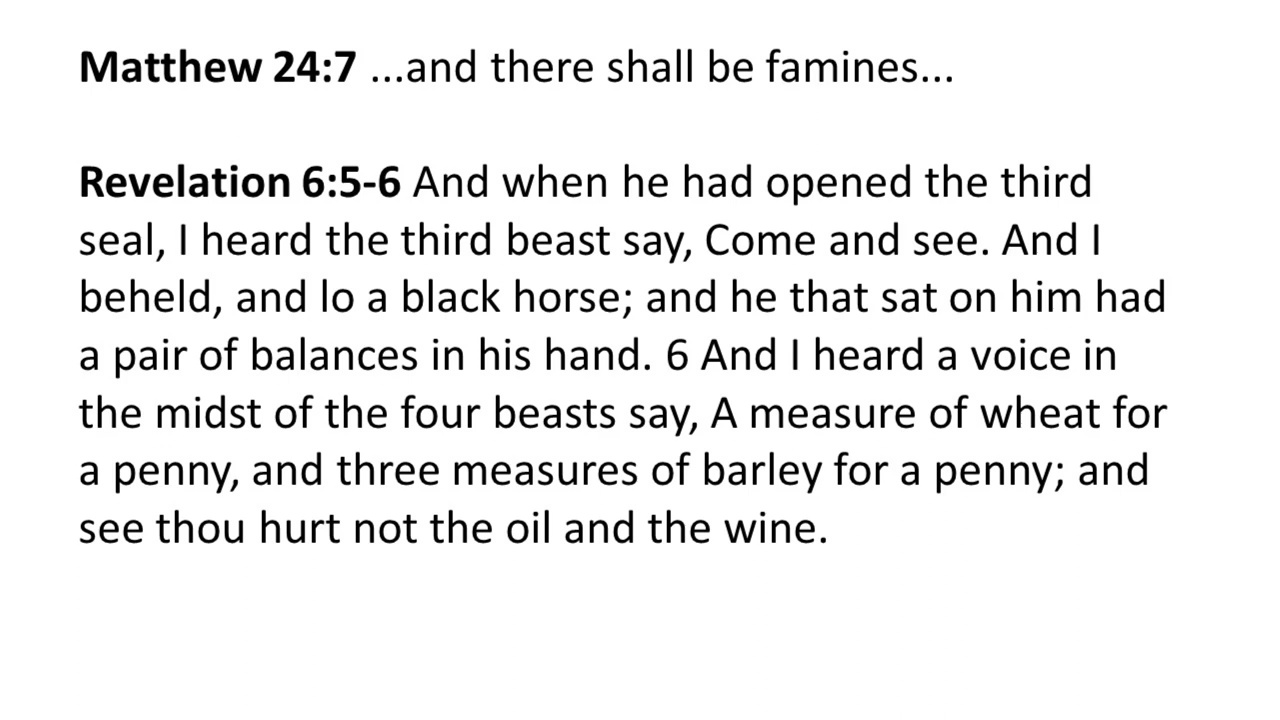 Matthew 24:7 ...and there shall be famines...
Revelation 6:5-6 And when he had opened the third
seal, I heard the third beast say, Come and see. And I
beheld, and lo a black horse; and he that sat on him had
a pair of balances in his hand. 6 And I heard a voice in
the midst of the four beasts say, A measure of wheat for
a penny, and three measures of barley for a penny; and
see thou hurt not the oil and the wine.